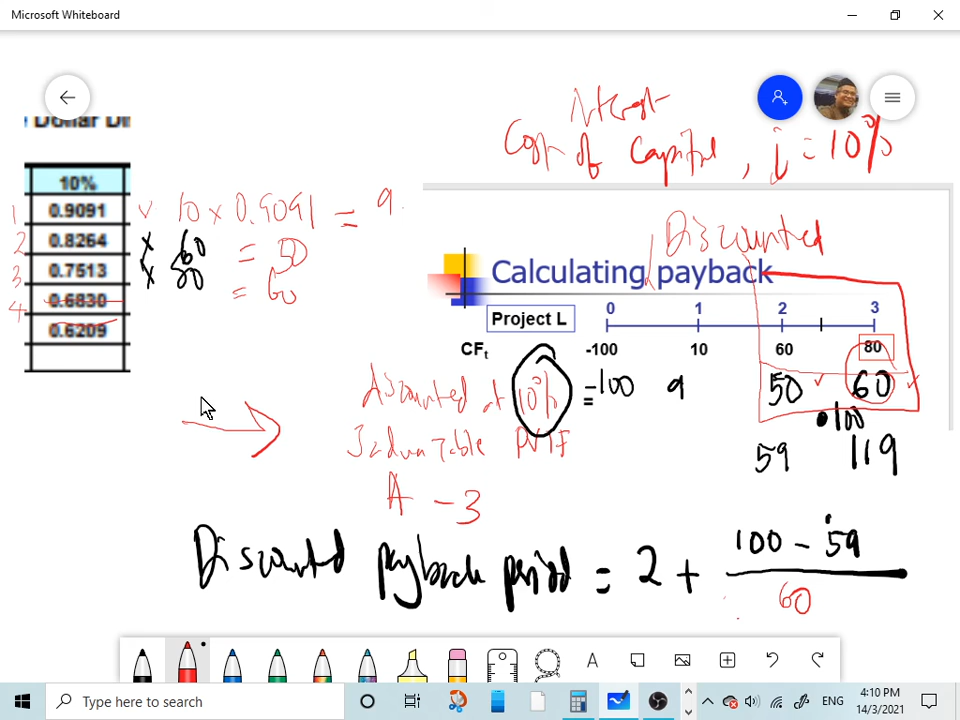 Microsoft Whiteboard
Interest
Cost of Capital, i = 10%
Dollar Di
10%
1 0.9091 10 x 0.9091 = 9
2 0.8264 x 60 = 50
3 0.7513 x 80 = 60
4 0.6830
0.6209
Discounted
Calculating payback
Project L 0 1 2 3
CFt -100 10 60 80
-100 9 50 60
100
59 119
Discounted at 10%
Table PVIF
A - 3
Discounted payback period = 2 + 100 - 59
60
Type here to search
ENG
4:10 PM
14/3/2021